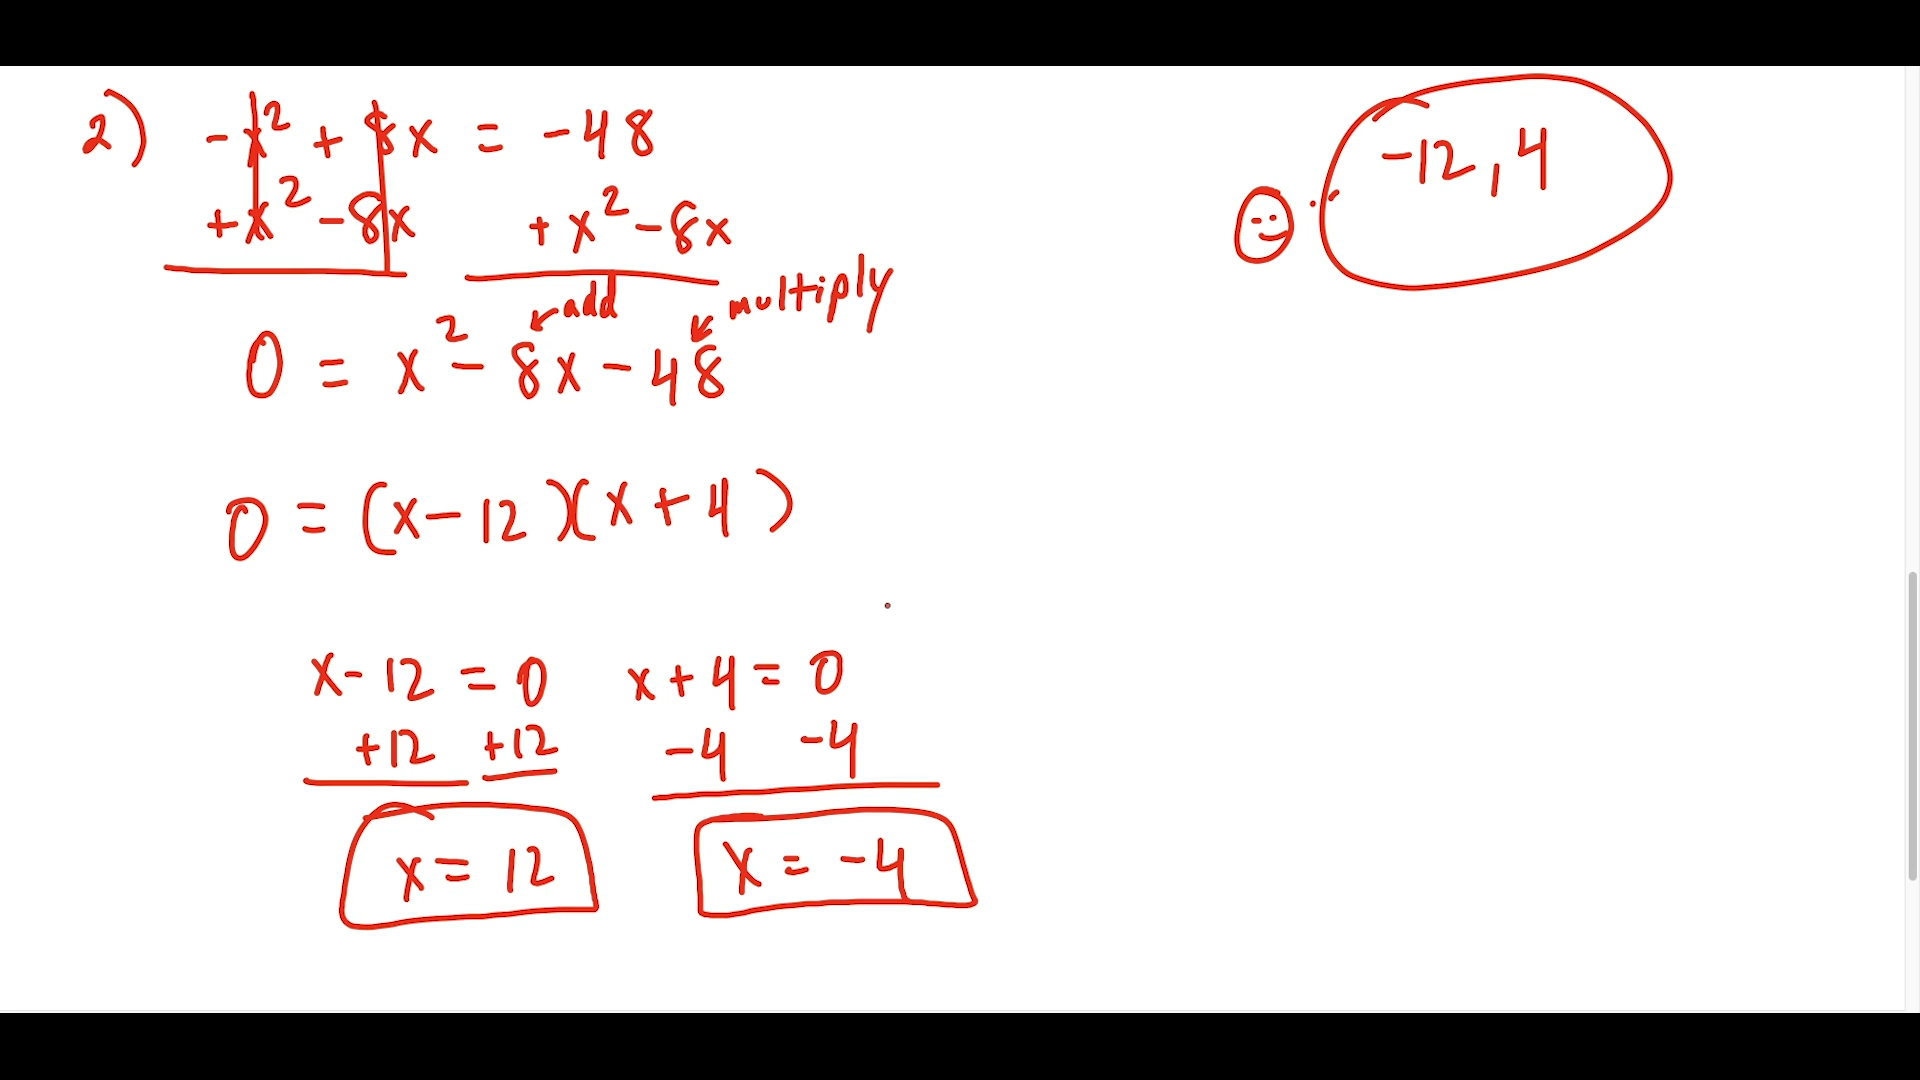 2) -x² + 8x = -48
+x² -8x +x² -8x
add multiply
0 = x² - 8x - 48
0 = (x - 12)(x + 4)
x - 12 = 0 x + 4 = 0
+12 +12 -4 -4
x = 12 x = -4
-12, 4